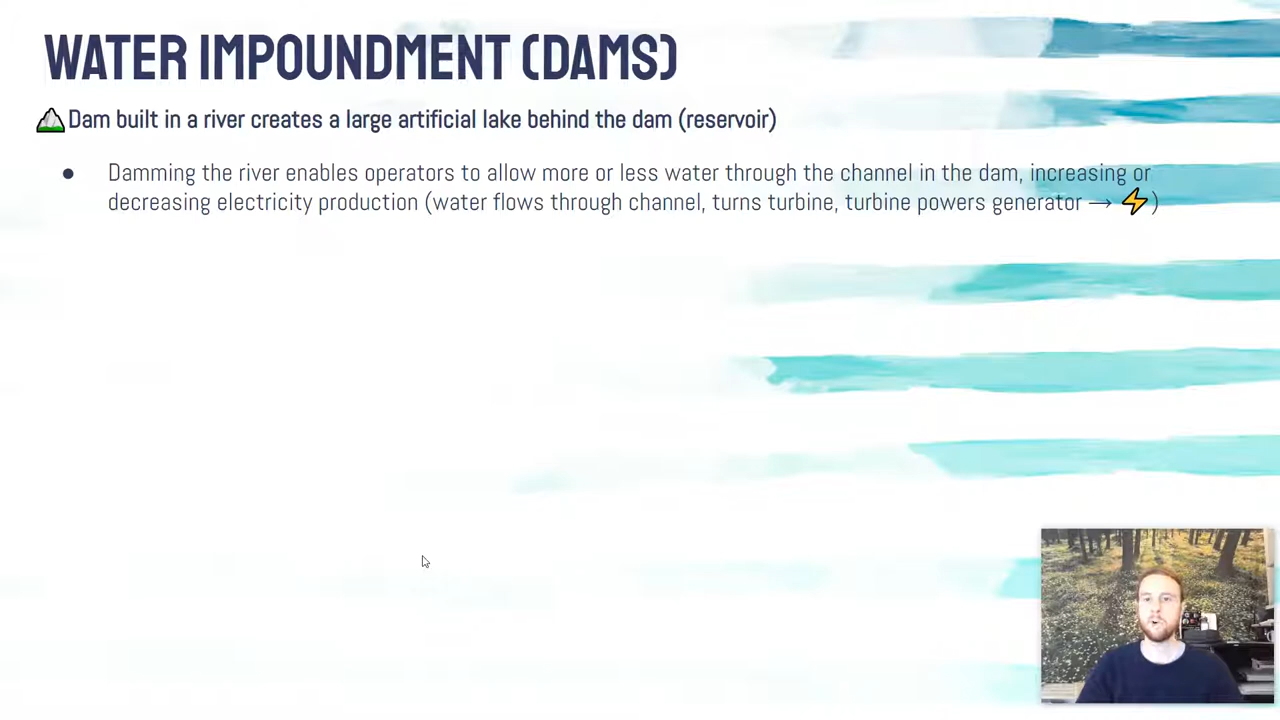 WATER IMPOUNDMENT (DAMS)
Dam built in a river creates a large artificial lake behind the dam (reservoir)
● Damming the river enables operators to allow more or less water through the channel in the dam, increasing or
decreasing electricity production (water flows through channel, turns turbine, turbine powers generator → ⚡)